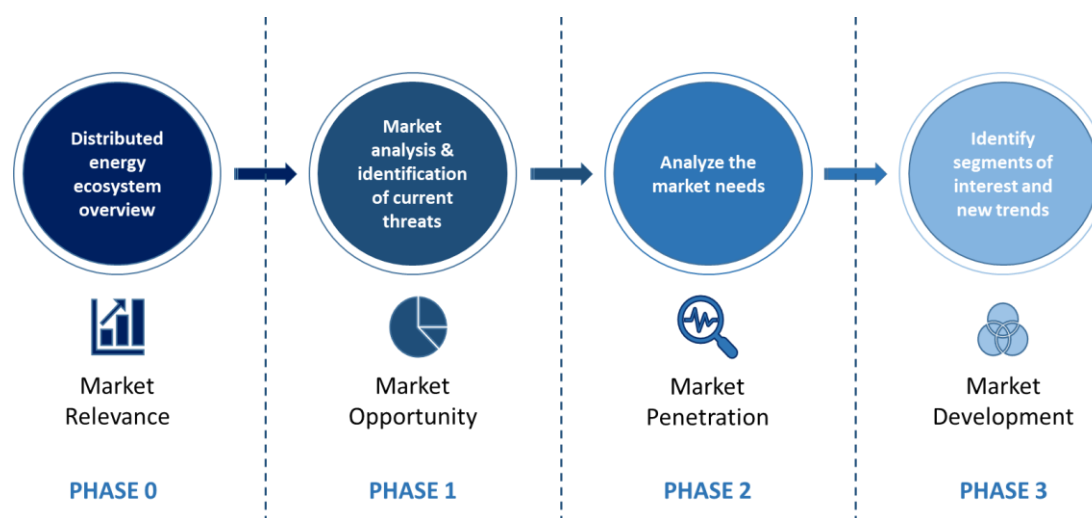 Distributed
energy
ecosystem
overview
Market
analysis &
identification
of current
threats
Analyze the
market needs
Identify
segments of
interest and
new trends
Market
Relevance
Market
Opportunity
Market
Penetration
Market
Development
PHASE 0
PHASE 1
PHASE 2
PHASE 3